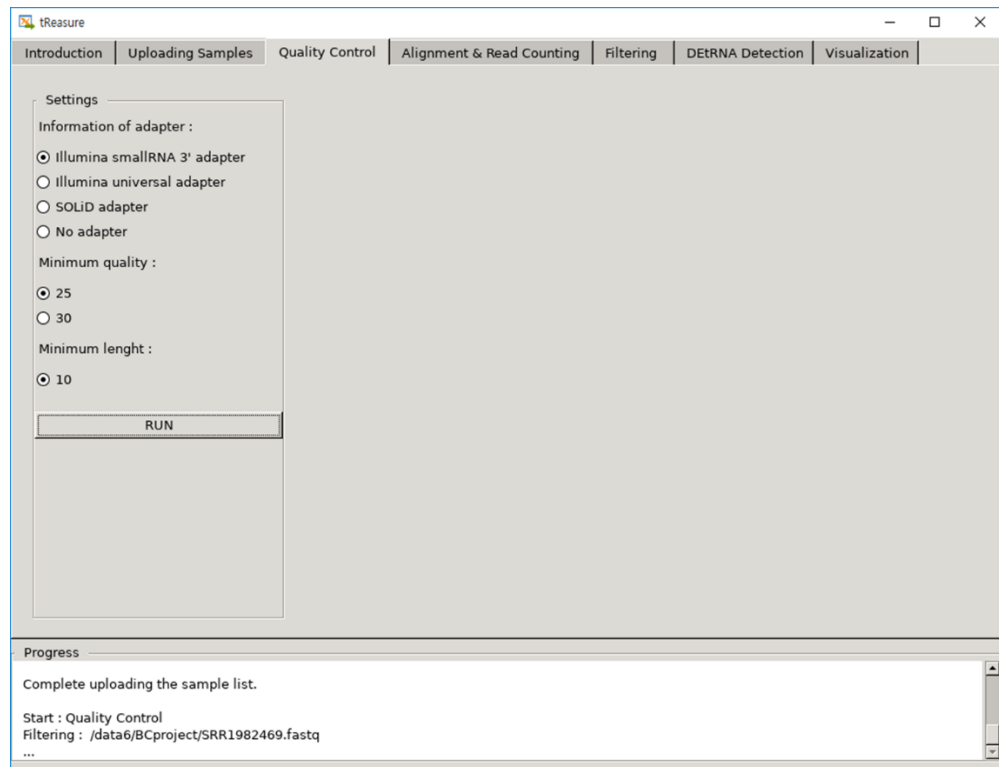 tReasure
Introduction Uploading Samples Quality Control Alignment & Read Counting Filtering DEtRNA Detection Visualization
Settings
Information of adapter :
Illumina smallRNA 3' adapter
Illumina universal adapter
SOLiD adapter
No adapter
Minimum quality :
25
30
Minimum lenght :
10
RUN
Progress
Complete uploading the sample list.
Start : Quality Control
Filtering : /data6/BCproject/SRR1982469.fastq
...